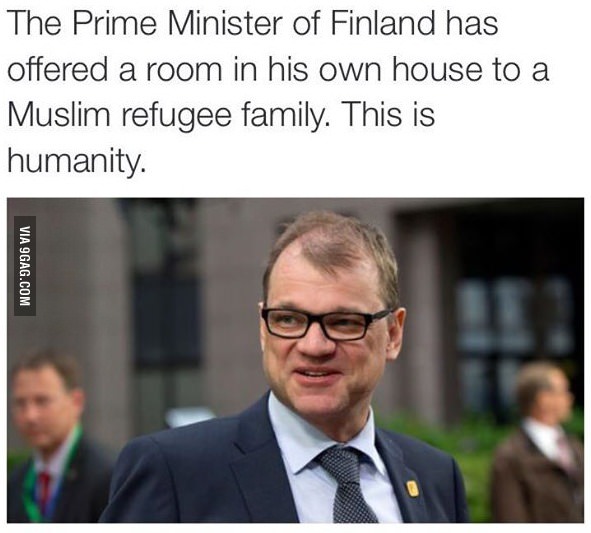 The Prime Minister of Finland has
offered a room in his own house to a
Muslim refugee family. This is
humanity.
VIA 9GAG.COM